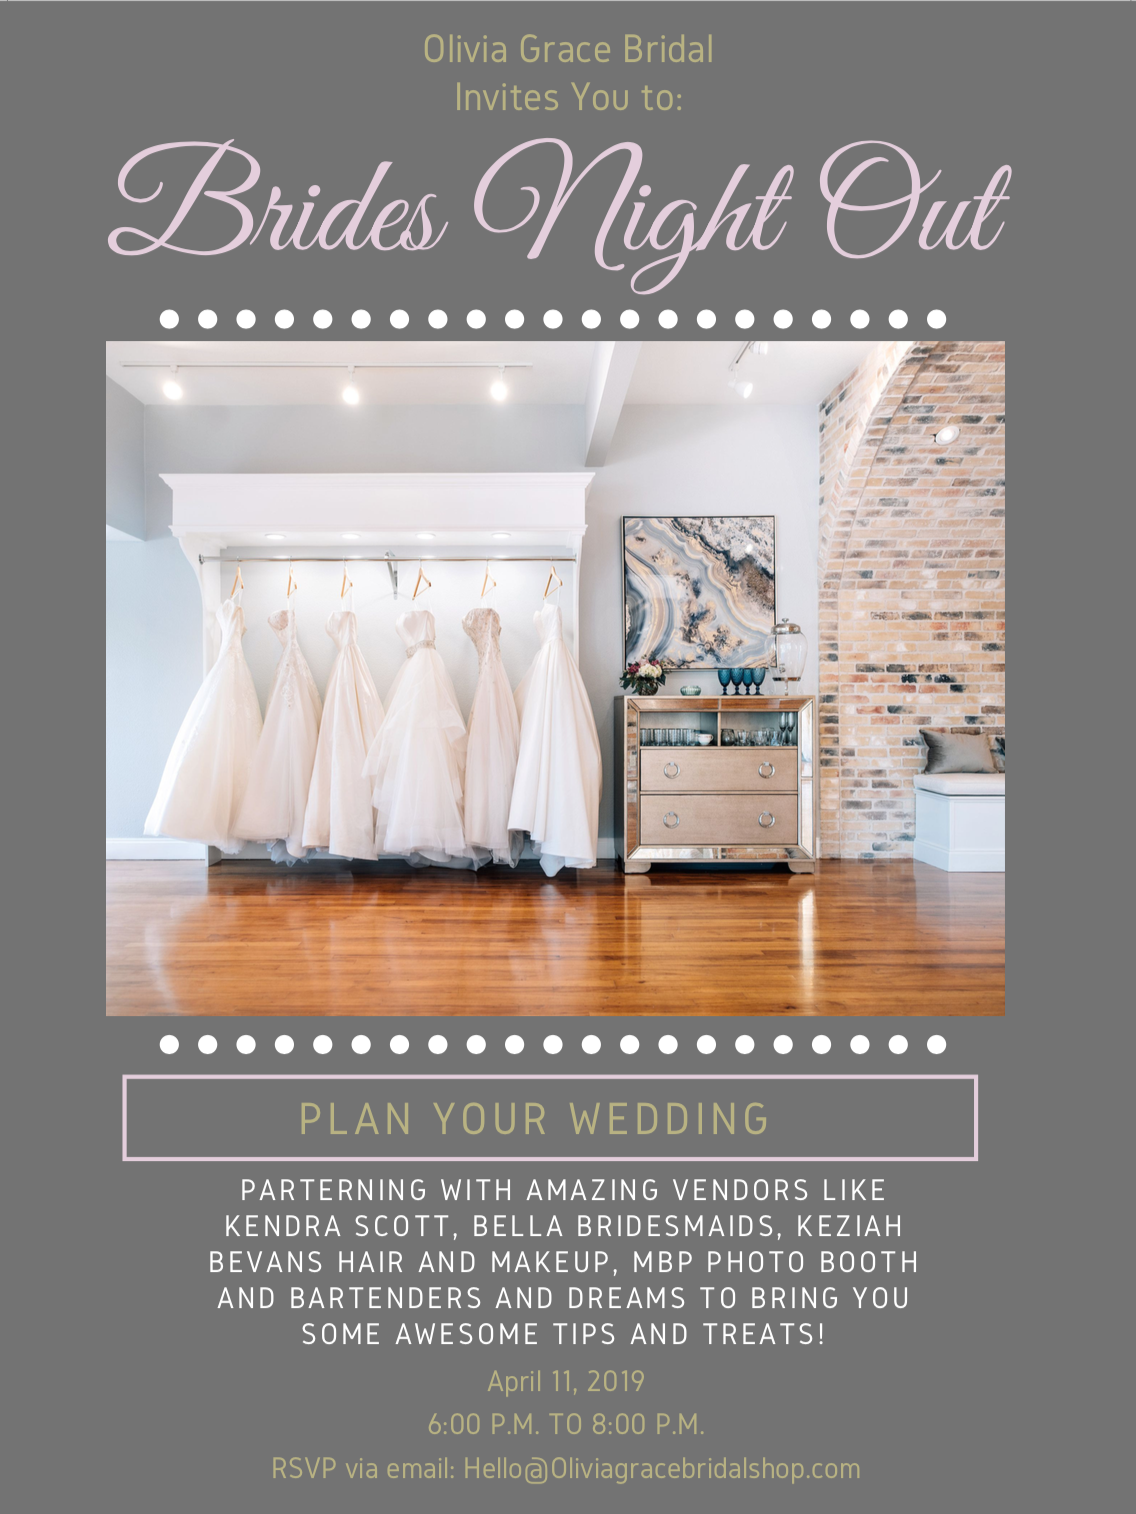 Olivia Grace Bridal
Invites You to:
Brides Night Out
PLAN YOUR WEDDING
PARTERNING WITH AMAZING VENDORS LIKE
KENDRA SCOTT, BELLA BRIDESMAIDS, KEZIAH
BEVANS HAIR AND MAKEUP, MBP PHOTO BOOTH
AND BARTENDERS AND DREAMS TO BRING YOU
SOME AWESOME TIPS AND TREATS!
April 11, 2019
6:00 P.M. TO 8:00 P.M.
RSVP via email: Hello@Oliviagracebridalshop.com